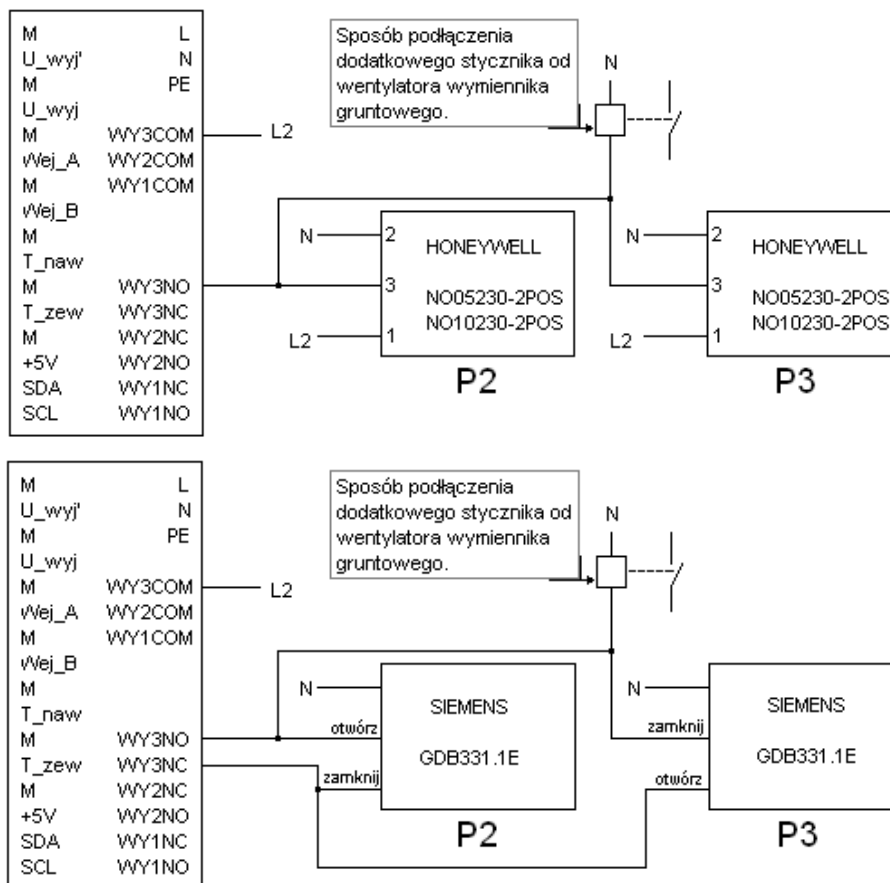 M L
U_wyj' N
M PE
U_wyj
M WY3COM
Wej_A WY2COM
M WY1COM
Wej_B
M
T_naw
M WY3NO
T_zew WY3NC
M WY2NC
+5V WY2NO
SDA WY1NC
SCL WY1NO
L2
Sposób podłączenia
dodatkowego stycznika od
wentylatora wymiennika
gruntowego.
N
N 2
HONEYWELL
3
NO05230-2POS
NO10230-2POS
L2 1
P2
N 2
HONEYWELL
3
NO05230-2POS
NO10230-2POS
L2 1
P3
M L
U_wyj' N
M PE
U_wyj
M WY3COM
Wej_A WY2COM
M WY1COM
Wej_B
M
T_naw
M WY3NO
T_zew WY3NC
M WY2NC
+5V WY2NO
SDA WY1NC
SCL WY1NO
L2
Sposób podłączenia
dodatkowego stycznika od
wentylatora wymiennika
gruntowego.
N
N
SIEMENS
otwórz
GDB331.1E
zamknij
P2
N
SIEMENS
zamknij
GDB331.1E
otwórz
P3